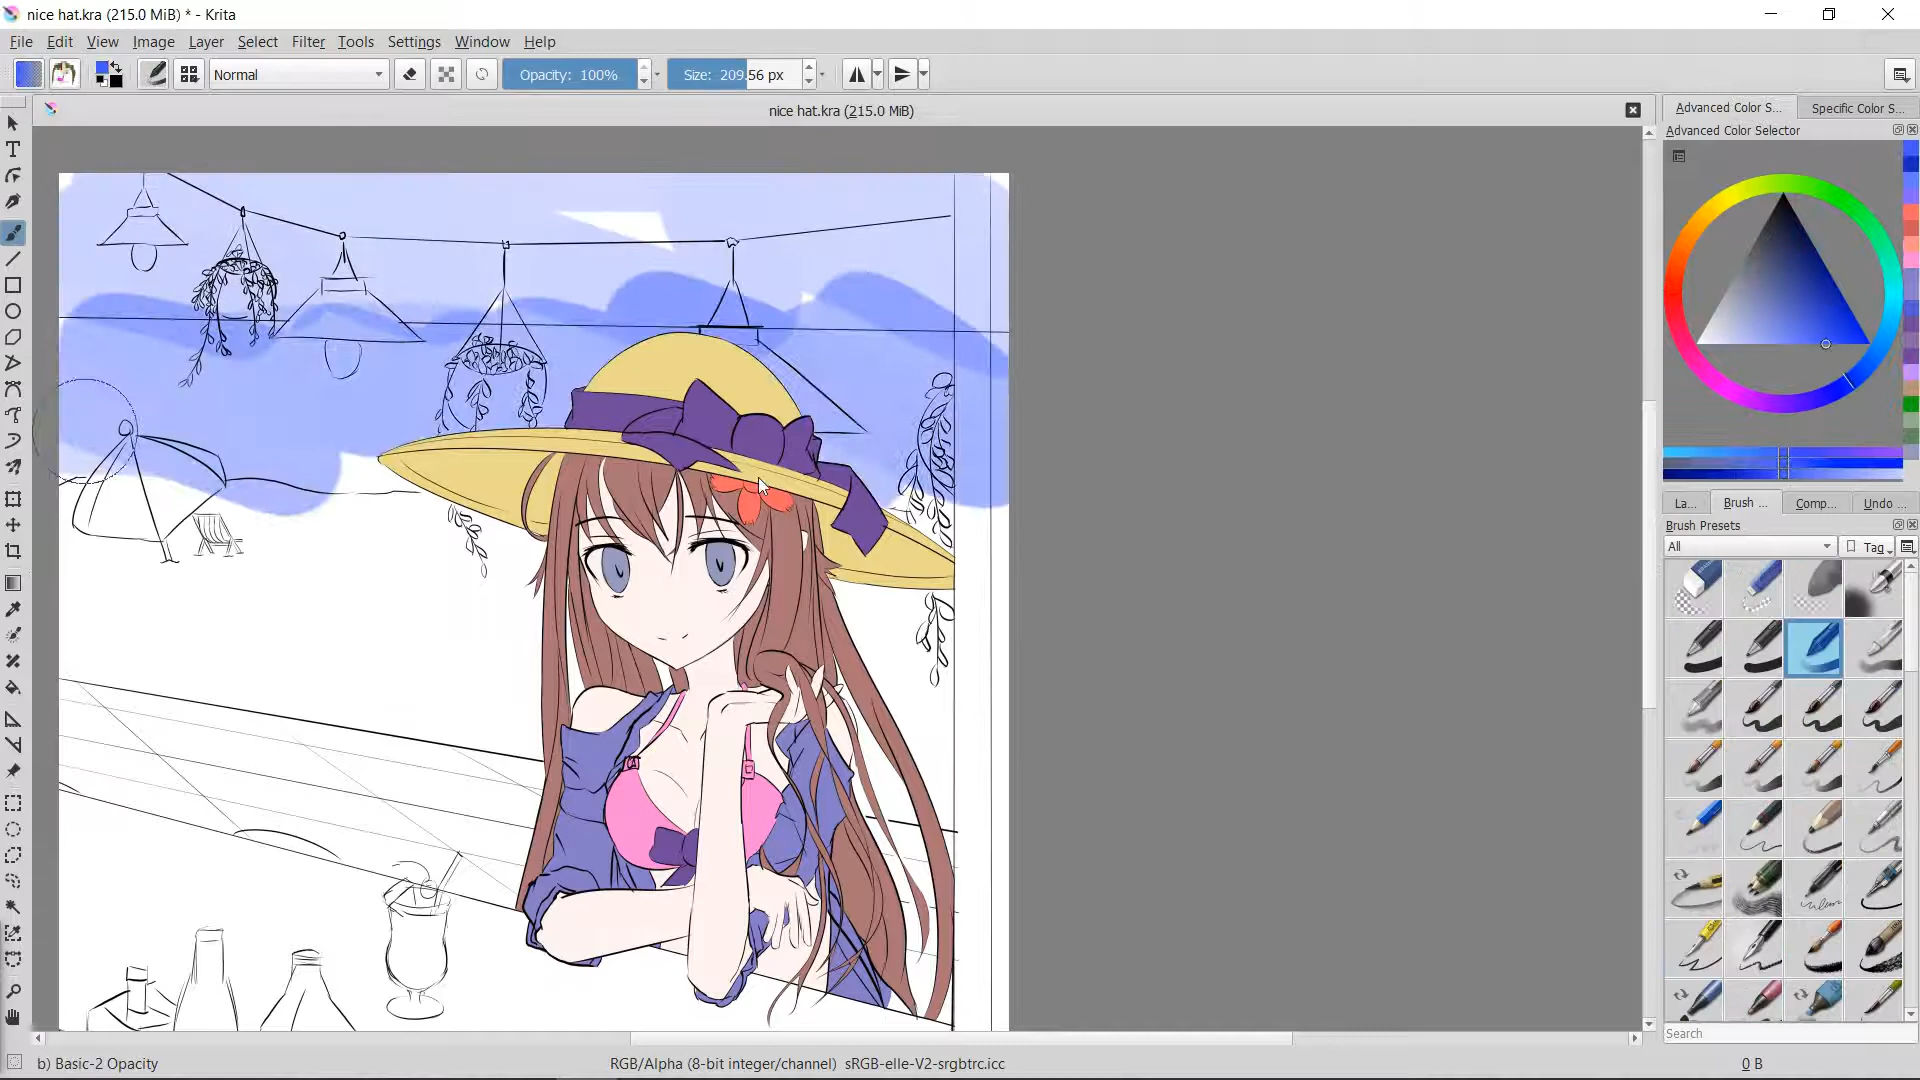 nice hat.kra (215.0 MiB) * - Krita
File Edit View Image Layer Select Filter Tools Settings Window Help
Normal
Opacity: 100%
Size: 209.56 px
nice hat.kra (215.0 MiB)
Advanced Color S...
Specific Color S...
Advanced Color Selector
La...
Brush ...
Comp...
Undo ...
Brush Presets
All
Tag
Search
b) Basic-2 Opacity
RGB/Alpha (8-bit integer/channel) sRGB-elle-V2-srgbtrc.icc
0 B